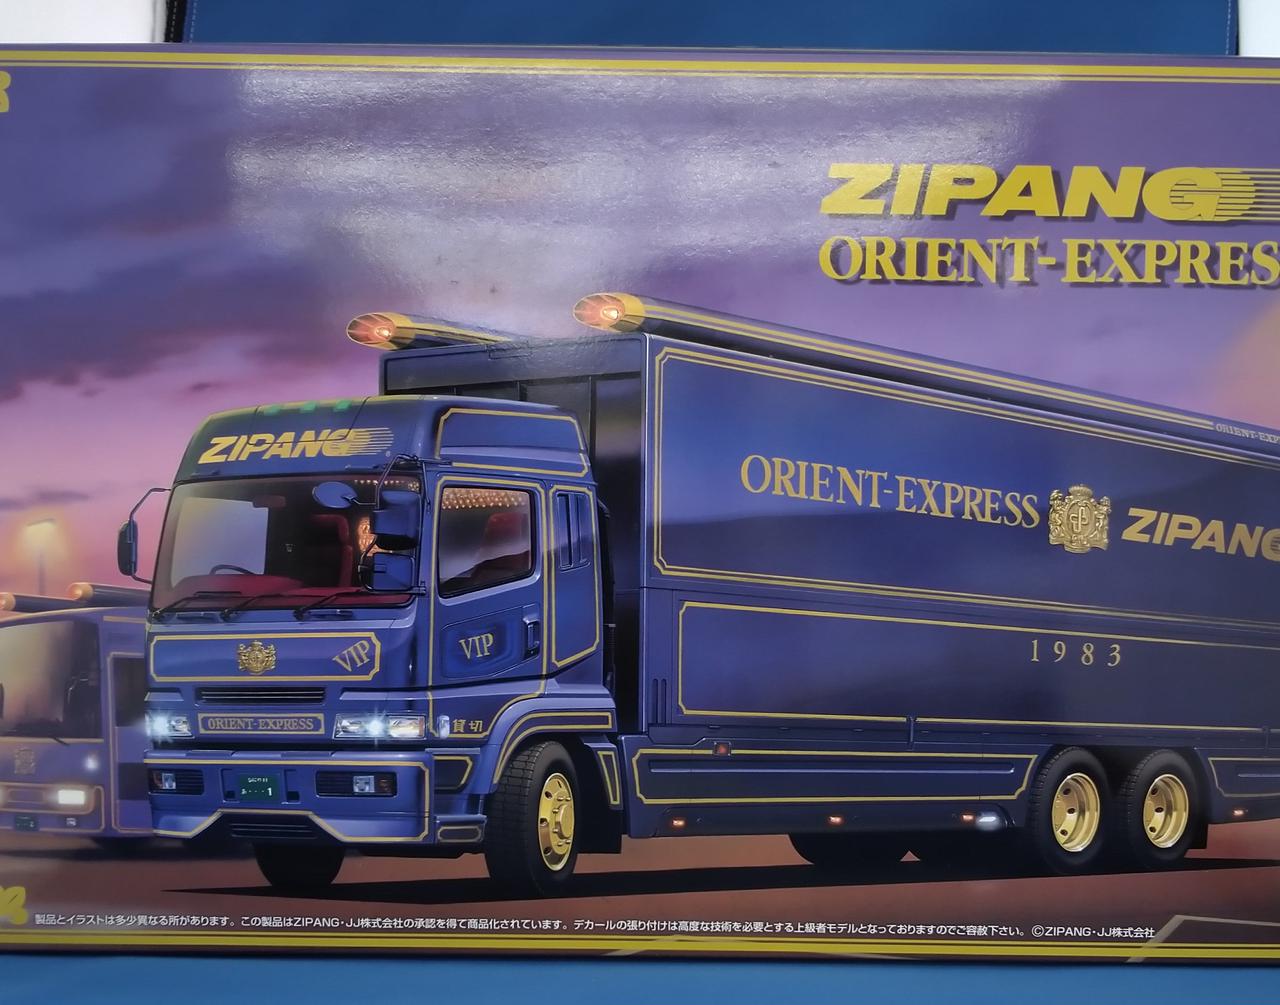 ZIPANG
ORIENT-EXPRES
ORIENT-EXP
ZIPANG
ORIENT-EXPRESS
ZIPANG
VIP
VIP
1983
ORIENT-EXPRESS
貸切
製品とイラストは多少異なる所があります。この製品はZIPANG・JJ株式会社の承認を得て商品化されています。デカールの張り付けは高度な技術を必要とする上級者モデルとなっておりますのでご容赦下さい。©ZIPANG・JJ株式会社